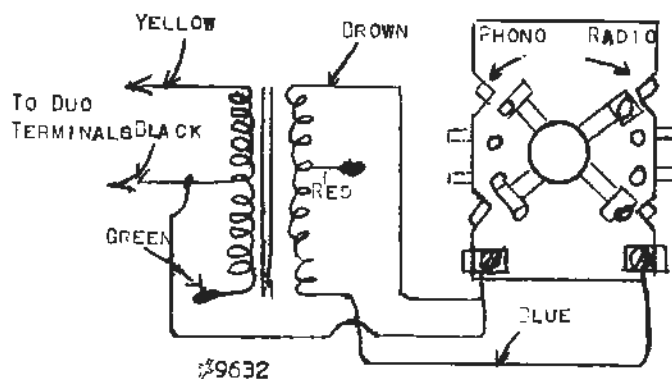 YELLOW
BROWN
PHONO RADIO
TO DUO
TERMINALS
BLACK
RED
GREEN
BLUE
#9632